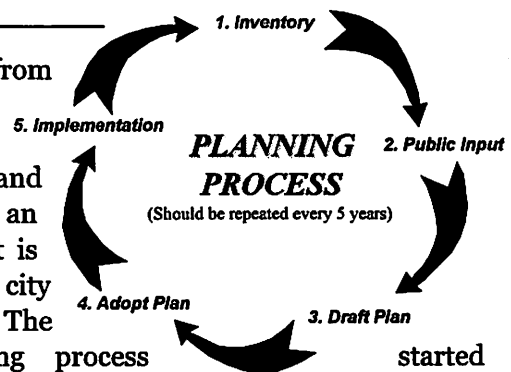 1. Inventory
from
5. Implementation
PLANNING
2. Public Input
PROCESS
and
(Should be repeated every 5 years)
an
is
city
4. Adopt Plan
The
3. Draft Plan
process
started